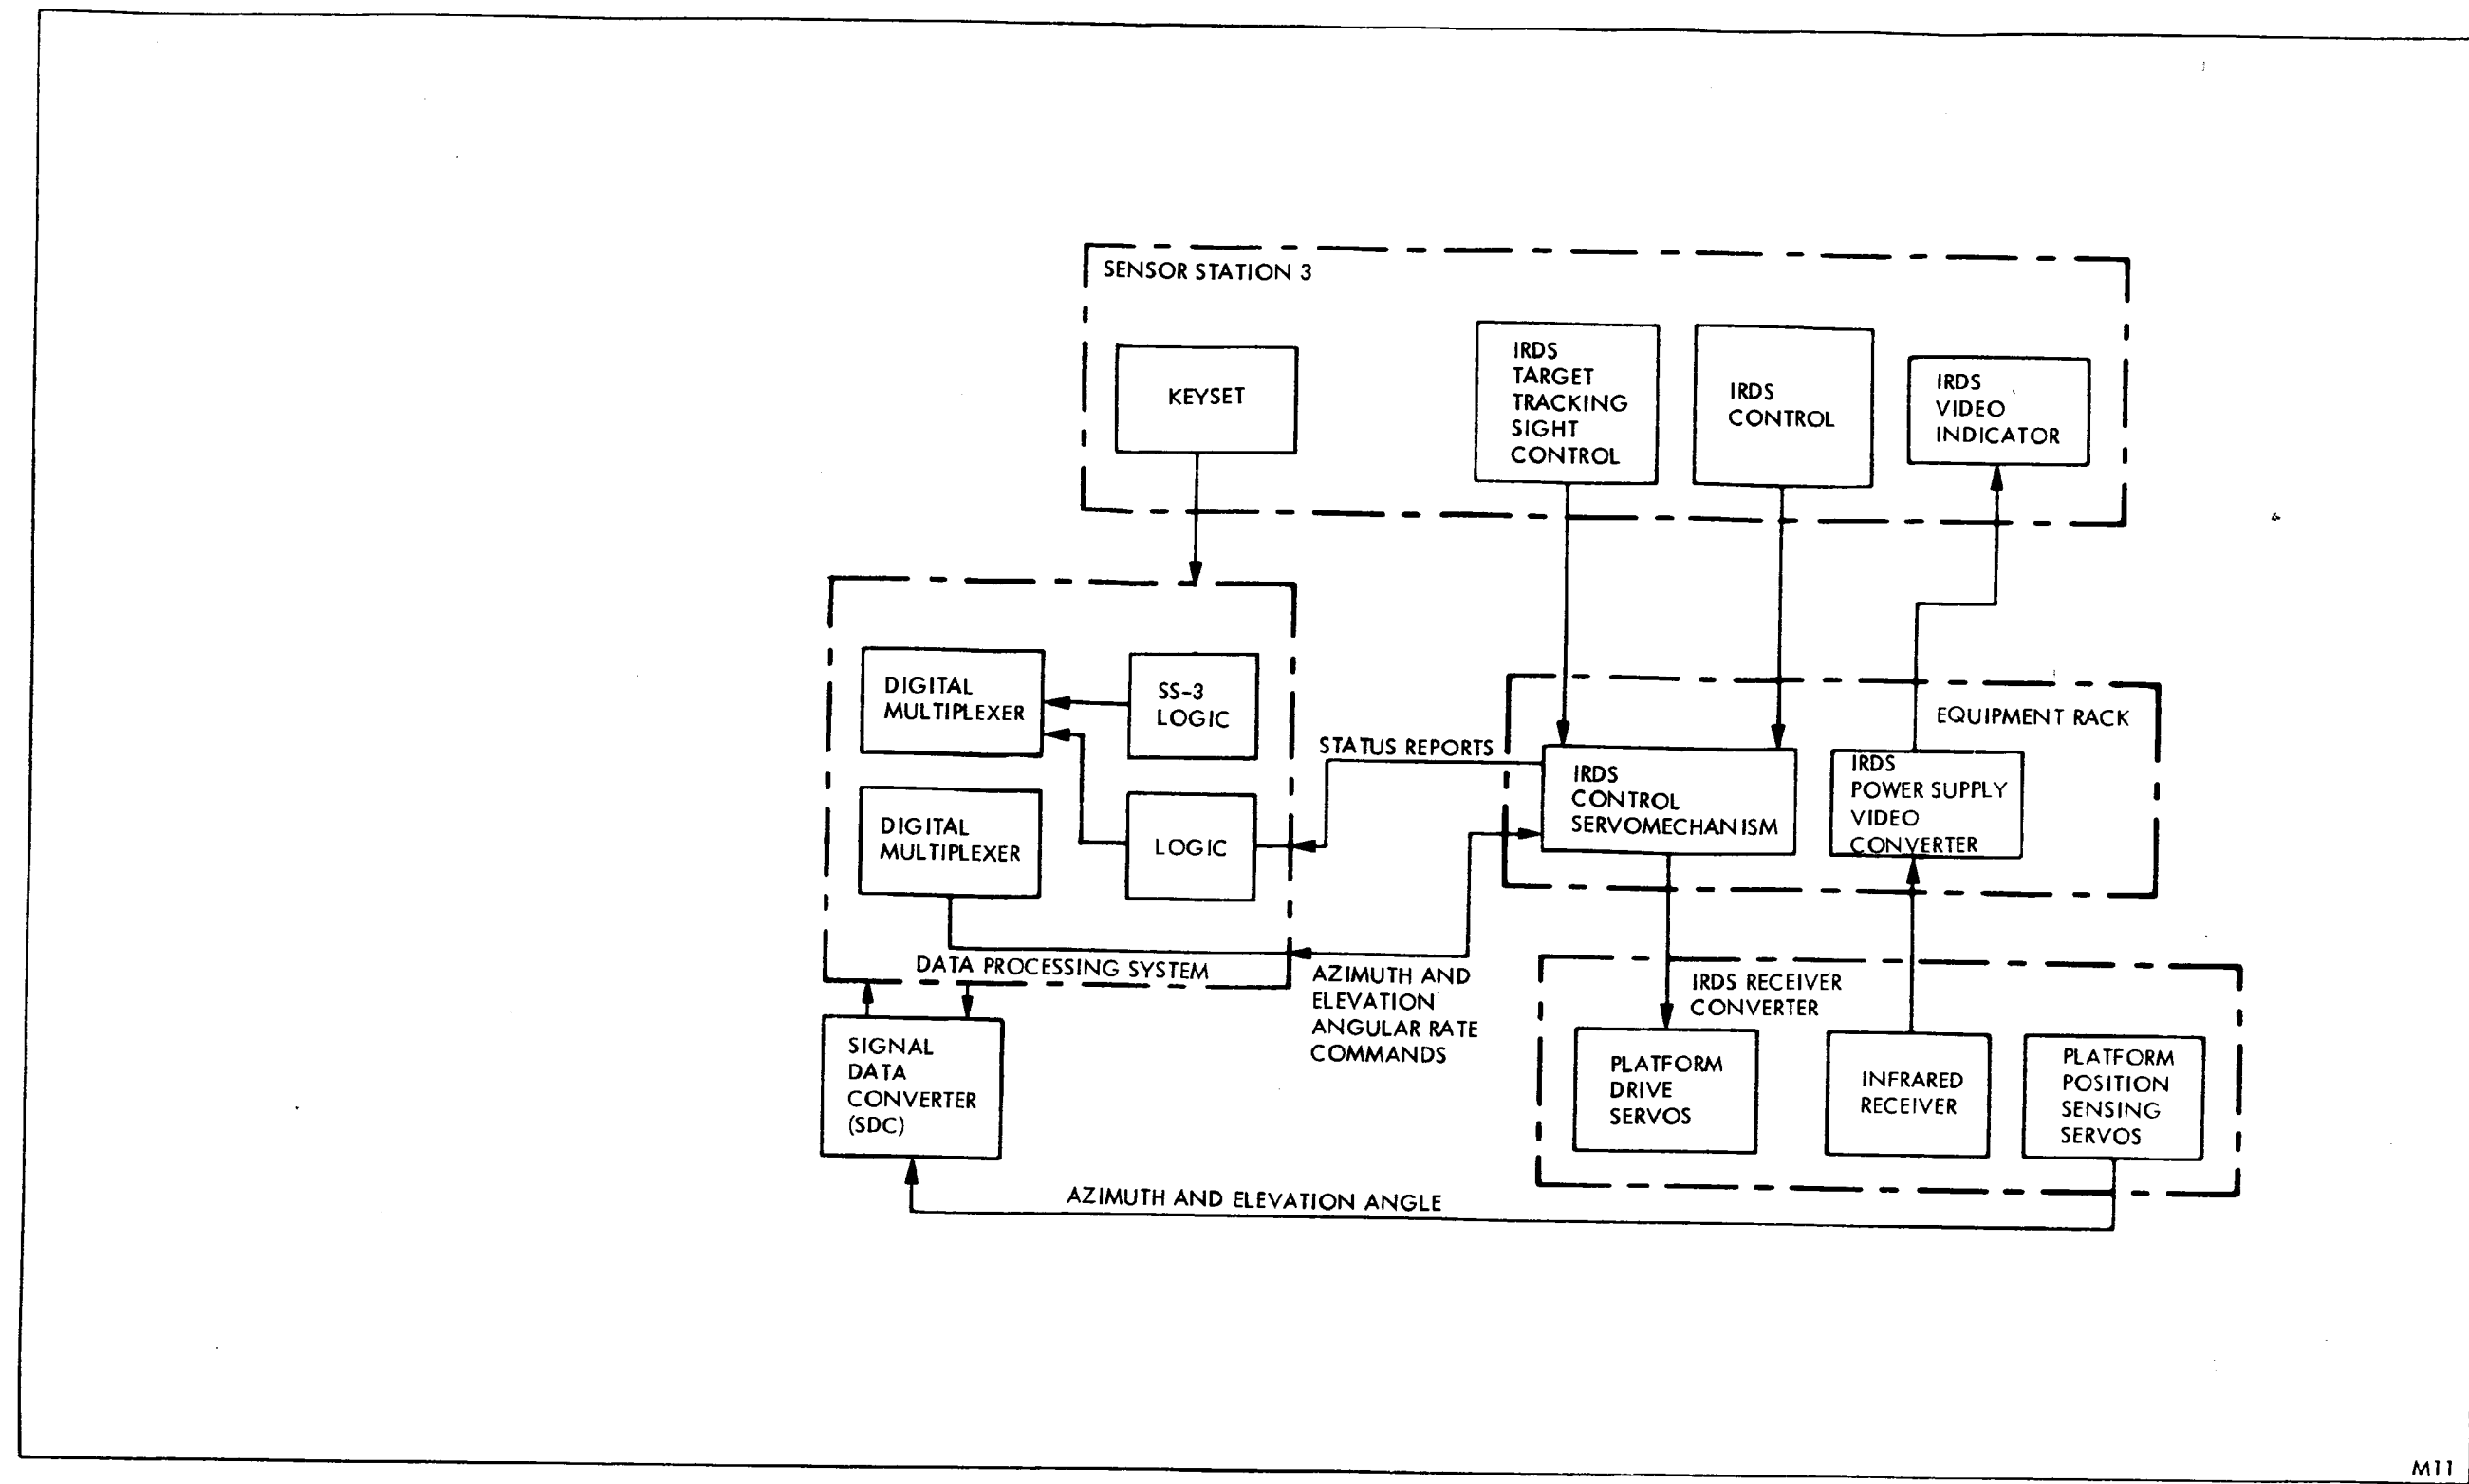 SENSOR STATION 3
KEYSET
IRDS
TARGET
TRACKING
SIGHT
CONTROL
IRDS
CONTROL
IRDS
VIDEO
INDICATOR
DIGITAL
MULTIPLEXER
SS-3
LOGIC
DIGITAL
MULTIPLEXER
LOGIC
DATA PROCESSING SYSTEM
STATUS REPORTS
EQUIPMENT RACK
IRDS
CONTROL
SERVOMECHANISM
IRDS
POWER SUPPLY
VIDEO
CONVERTER
AZIMUTH AND
ELEVATION
ANGULAR RATE
COMMANDS
IRDS RECEIVER
CONVERTER
SIGNAL
DATA
CONVERTER
(SDC)
PLATFORM
DRIVE
SERVOS
INFRARED
RECEIVER
PLATFORM
POSITION
SENSING
SERVOS
AZIMUTH AND ELEVATION ANGLE
M11